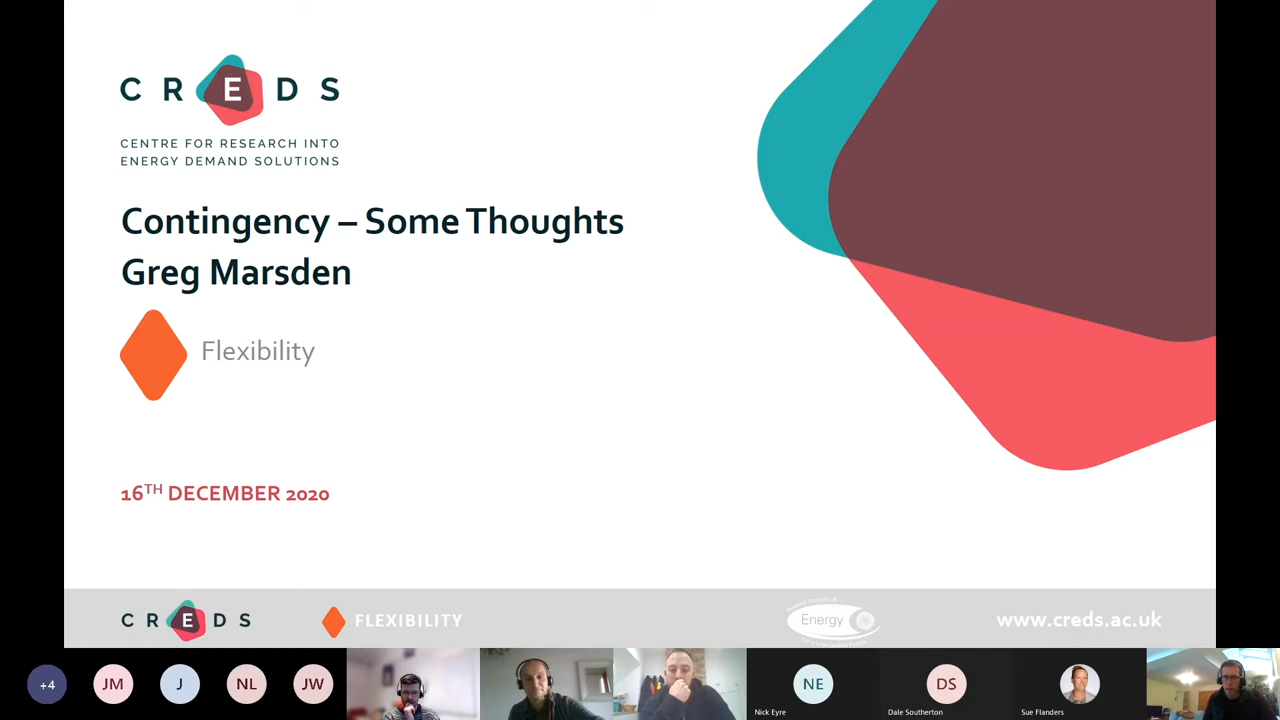 C R E D S
CENTRE FOR RESEARCH INTO
ENERGY DEMAND SOLUTIONS
Contingency – Some Thoughts
Greg Marsden
Flexibility
16TH DECEMBER 2020
C R E D S
FLEXIBILITY
Energy
www.creds.ac.uk
+4
JM
J
NL
JW
NE
Nick Eyre
DS
Dale Southerton
Sue Flanders